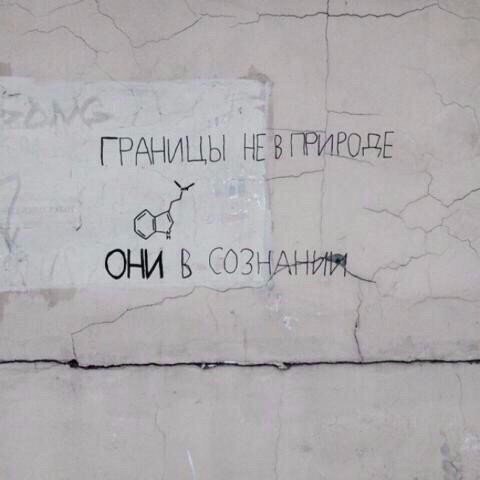 ГРАНИЦЫ НЕ В ПРИРОДЕ
ОНИ В СОЗНАНИИ